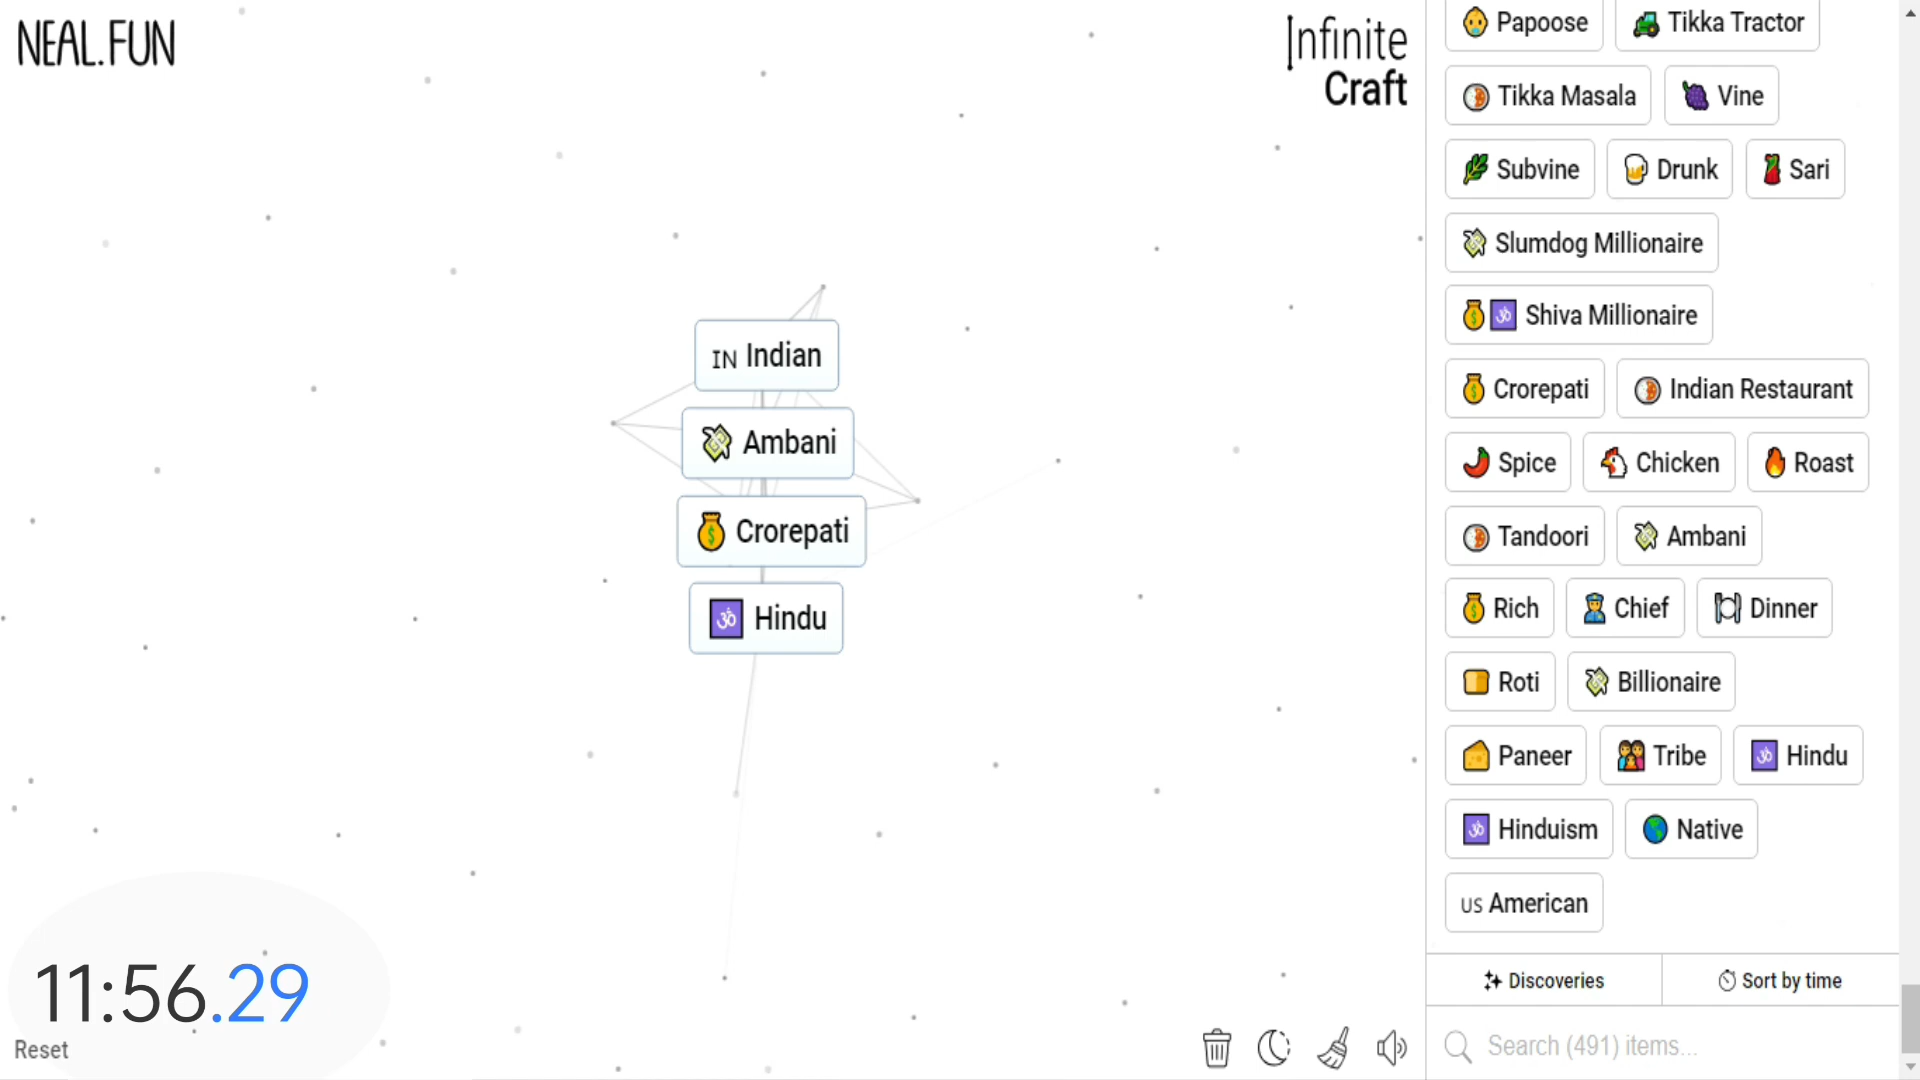 NEAL.FUN
Infinite
Craft
IN Indian
Ambani
Crorepati
Hindu
11:56.29
Reset
Papoose
Tikka Tractor
Tikka Masala
Vine
Subvine
Drunk
Sari
Slumdog Millionaire
Shiva Millionaire
Crorepati
Indian Restaurant
Spice
Chicken
Roast
Tandoori
Ambani
Rich
Chief
Dinner
Roti
Billionaire
Paneer
Tribe
Hindu
Hinduism
Native
US American
Discoveries
Sort by time
Search (491) items...